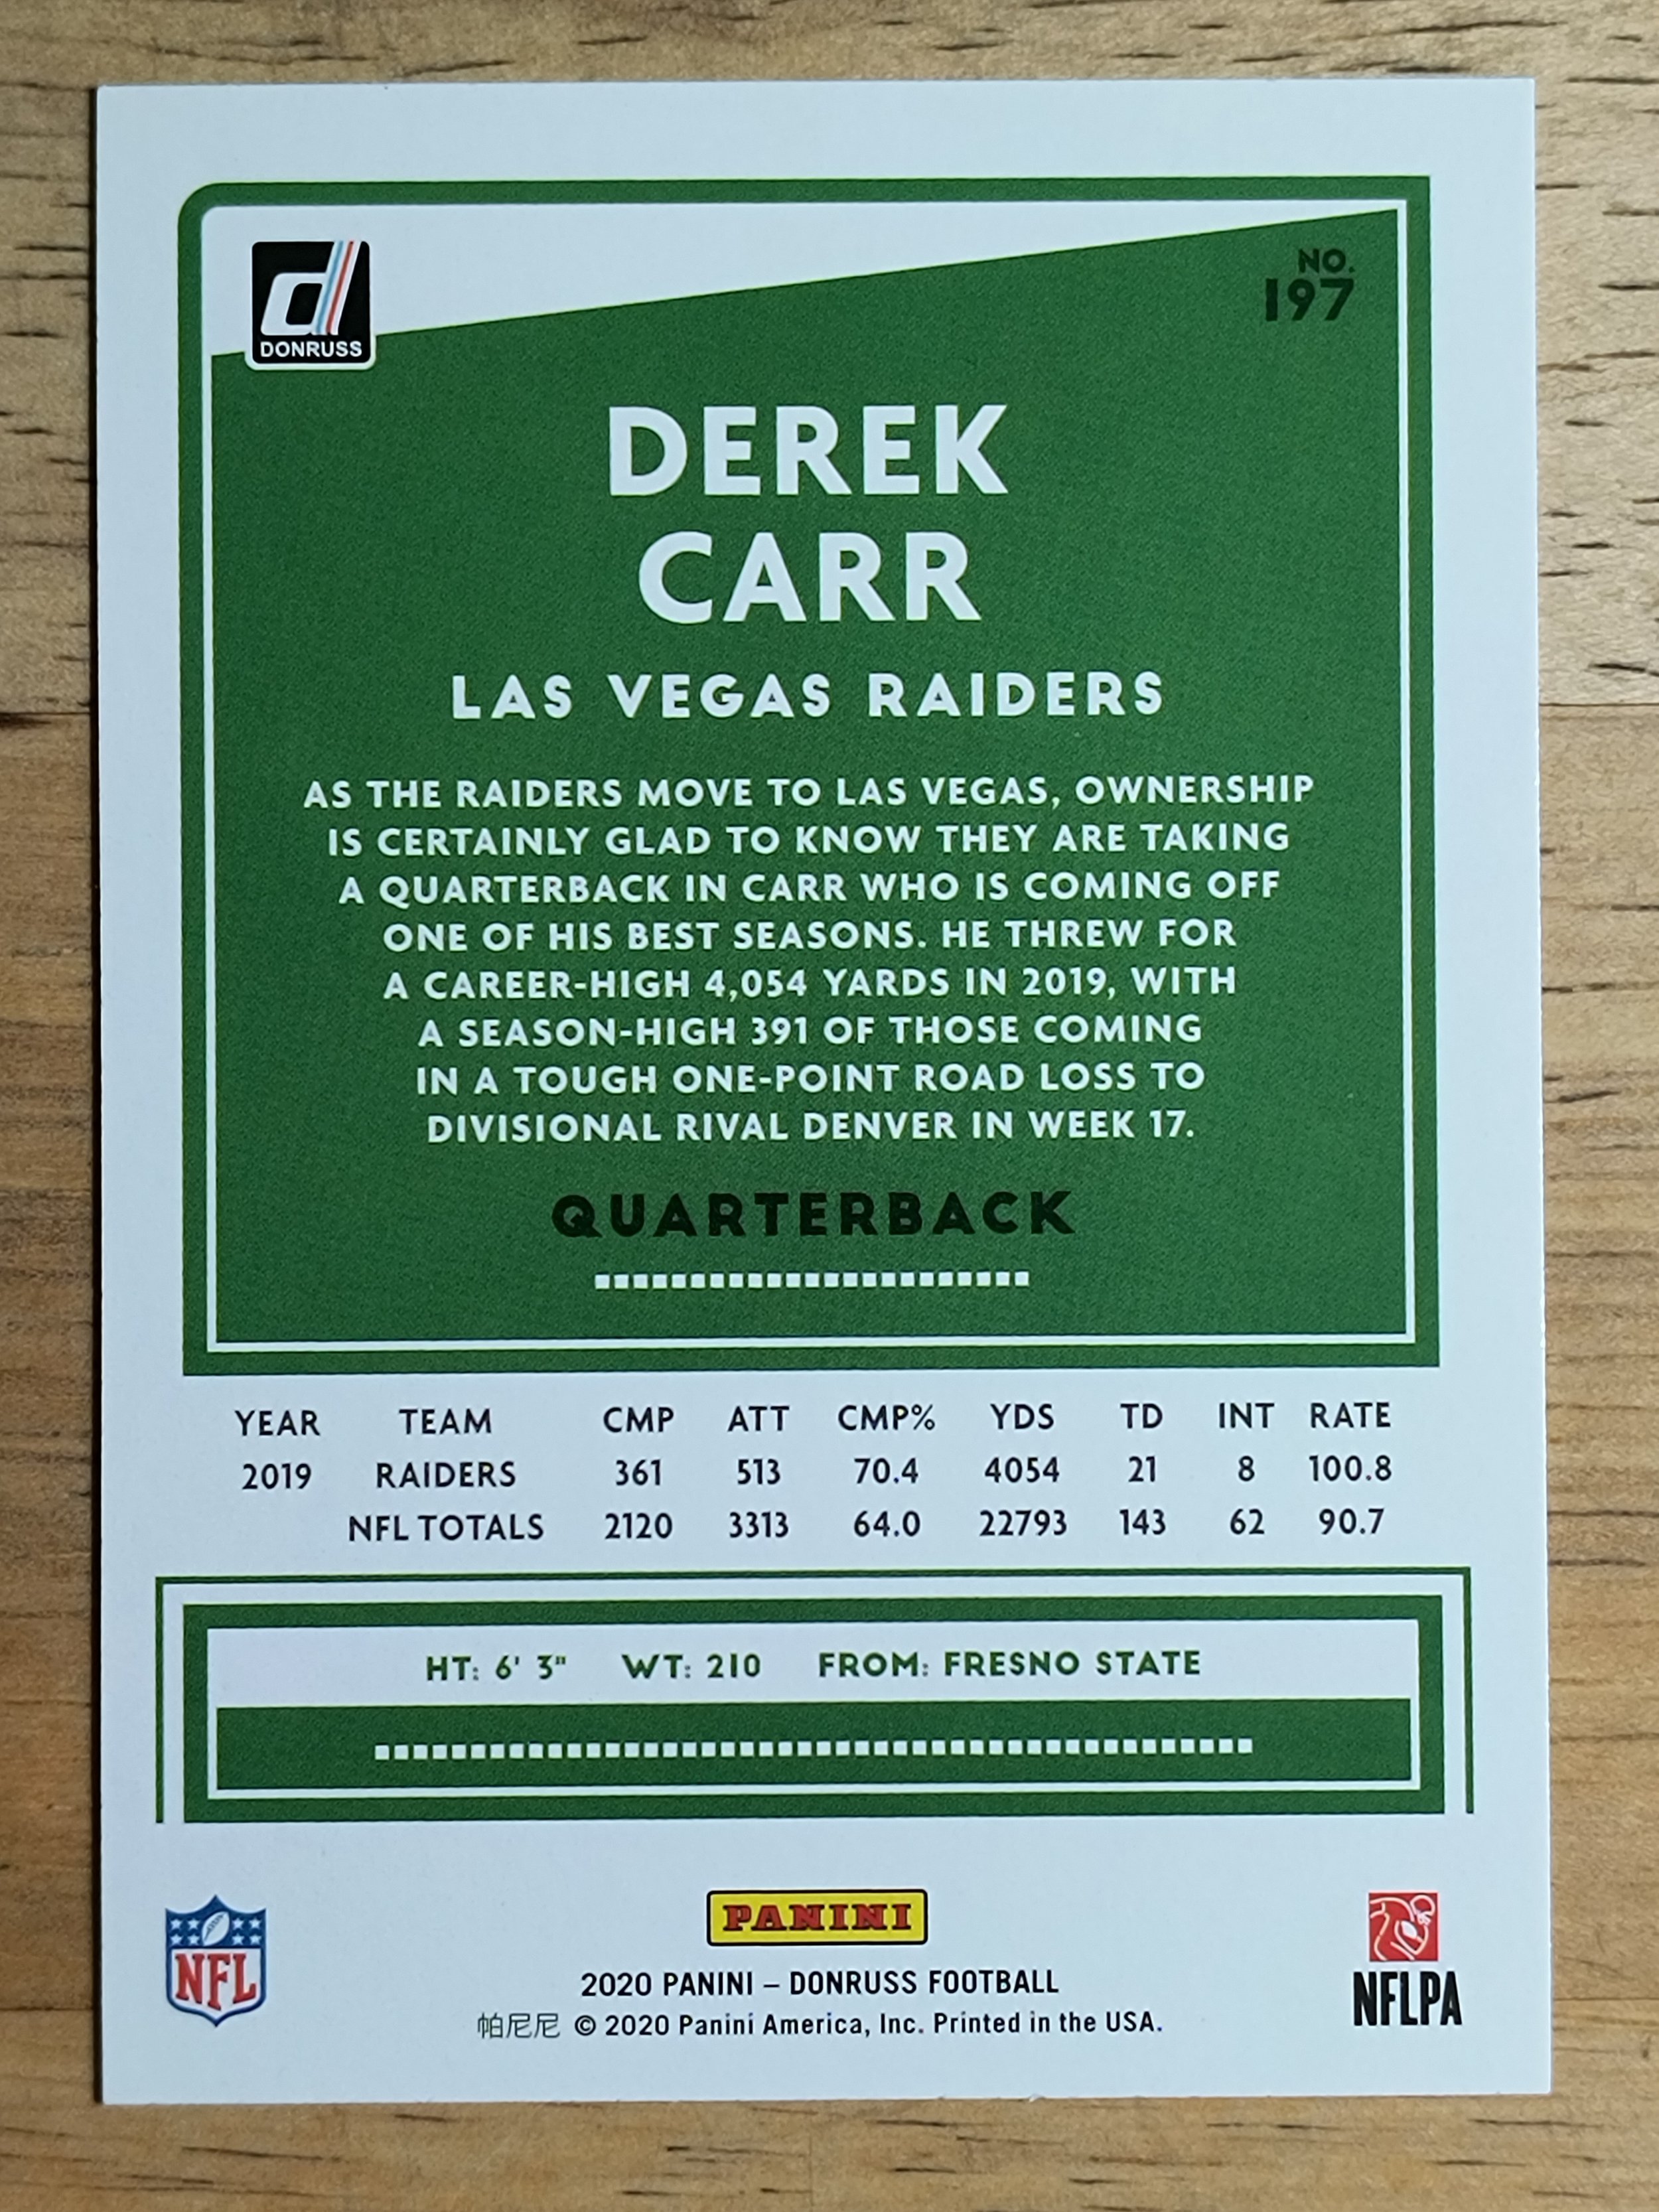 DONRUSS
NO.
197
DEREK
CARR
LAS VEGAS RAIDERS
AS THE RAIDERS MOVE TO LAS VEGAS, OWNERSHIP
IS CERTAINLY GLAD TO KNOW THEY ARE TAKING
A QUARTERBACK IN CARR WHO IS COMING OFF
ONE OF HIS BEST SEASONS. HE THREW FOR
A CAREER-HIGH 4,054 YARDS IN 2019, WITH
A SEASON-HIGH 391 OF THOSE COMING
IN A TOUGH ONE-POINT ROAD LOSS TO
DIVISIONAL RIVAL DENVER IN WEEK 17.
QUARTERBACK
YEAR TEAM CMP ATT CMP% YDS TD INT RATE
2019 RAIDERS 361 513 70.4 4054 21 8 100.8
NFL TOTALS 2120 3313 64.0 22793 143 62 90.7
HT: 6' 3" WT: 210 FROM: FRESNO STATE
NFL
PANINI
2020 PANINI – DONRUSS FOOTBALL
帕尼尼 © 2020 Panini America, Inc. Printed in the USA.
NFLPA